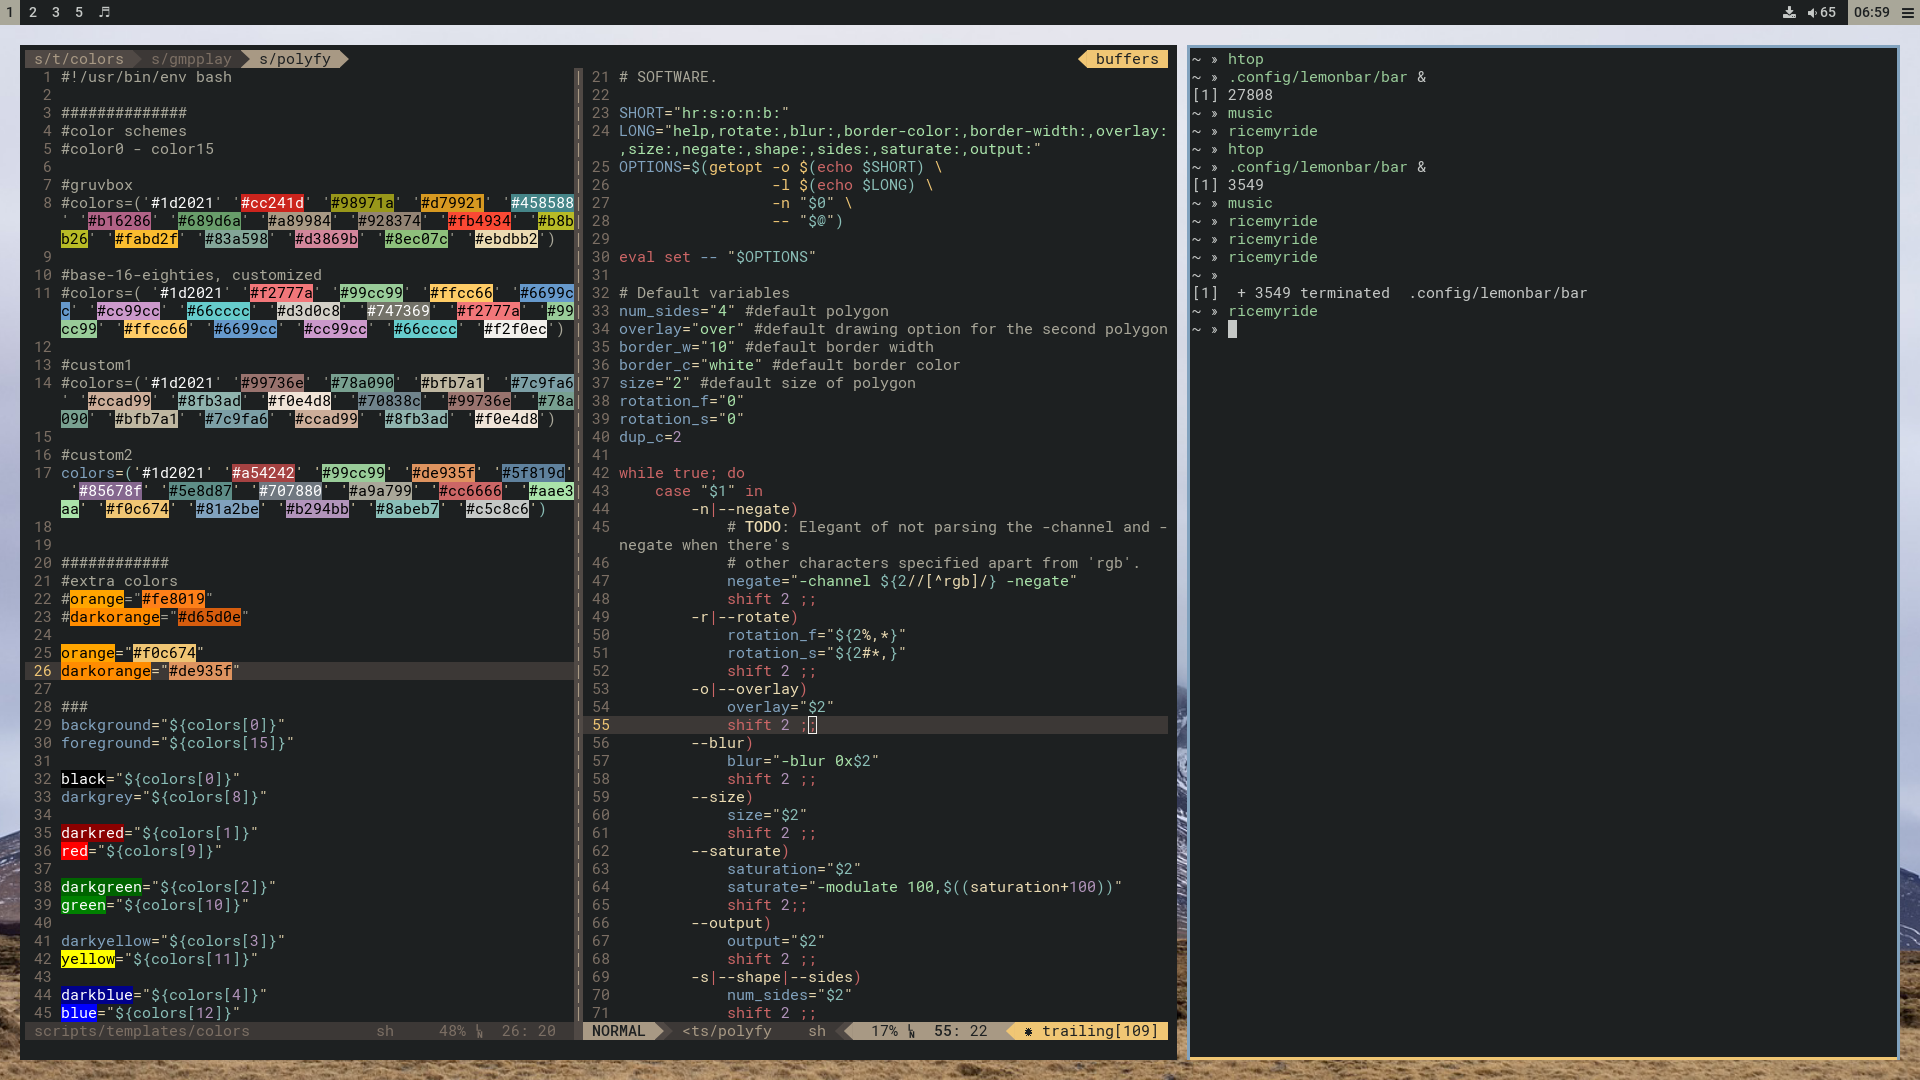 1 2 3 5 ♬ 65 06:59 ☰
s/t/colors s/gmpplay s/polyfy buffers
1 #!/usr/bin/env bash
2
3 ##############
4 #color schemes
5 #color0 - color15
6
7 #gruvbox
8 #colors=('#1d2021' '#cc241d' '#98971a' '#d79921' '#458588
' '#b16286' '#689d6a' '#a89984' '#928374' '#fb4934' '#b8b
b26' '#fabd2f' '#83a598' '#d3869b' '#8ec07c' '#ebdbb2')
9
10 #base-16-eighties, customized
11 #colors=( '#1d2021' '#f2777a' '#99cc99' '#ffcc66' '#6699c
c' '#cc99cc' '#66cccc' '#d3d0c8' '#747369' '#f2777a' '#99
cc99' '#ffcc66' '#6699cc' '#cc99cc' '#66cccc' '#f2f0ec')
12
13 #custom1
14 #colors=('#1d2021' '#99736e' '#78a090' '#bfb7a1' '#7c9fa6
' '#ccad99' '#8fb3ad' '#f0e4d8' '#70838c' '#99736e' '#78a
090' '#bfb7a1' '#7c9fa6' '#ccad99' '#8fb3ad' '#f0e4d8')
15
16 #custom2
17 colors=('#1d2021' '#a54242' '#99cc99' '#de935f' '#5f819d'
'#85678f' '#5e8d87' '#707880' '#a9a799' '#cc6666' '#aae3
aa' '#f0c674' '#81a2be' '#b294bb' '#8abeb7' '#c5c8c6')
18
19
20 ############
21 #extra colors
22 #orange="#fe8019"
23 #darkorange="#d65d0e"
24
25 orange="#f0c674"
26 darkorange="#de935f"
27
28 ###
29 background="${colors[0]}"
30 foreground="${colors[15]}"
31
32 black="${colors[0]}"
33 darkgrey="${colors[8]}"
34
35 darkred="${colors[1]}"
36 red="${colors[9]}"
37
38 darkgreen="${colors[2]}"
39 green="${colors[10]}"
40
41 darkyellow="${colors[3]}"
42 yellow="${colors[11]}"
43
44 darkblue="${colors[4]}"
45 blue="${colors[12]}"
scripts/templates/colors sh 48% ㏑ 26: 20
21 # SOFTWARE.
22
23 SHORT="hr:s:o:n:b:"
24 LONG="help,rotate:,blur:,border-color:,border-width:,overlay:
,size:,negate:,shape:,sides:,saturate:,output:"
25 OPTIONS=$(getopt -o $(echo $SHORT) \
26 -l $(echo $LONG) \
27 -n "$0" \
28 -- "$@")
29
30 eval set -- "$OPTIONS"
31
32 # Default variables
33 num_sides="4" #default polygon
34 overlay="over" #default drawing option for the second polygon
35 border_w="10" #default border width
36 border_c="white" #default border color
37 size="2" #default size of polygon
38 rotation_f="0"
39 rotation_s="0"
40 dup_c=2
41
42 while true; do
43 case "$1" in
44 -n|--negate)
45 # TODO: Elegant of not parsing the -channel and -
negate when there's
46 # other characters specified apart from `rgb`.
47 negate="-channel ${2//[^rgb]/} -negate"
48 shift 2 ;;
49 -r|--rotate)
50 rotation_f="${2%,*}"
51 rotation_s="${2#*,}"
52 shift 2 ;;
53 -o|--overlay)
54 overlay="$2"
55 shift 2 ;;
56 --blur)
57 blur="-blur 0x$2"
58 shift 2 ;;
59 --size)
60 size="$2"
61 shift 2 ;;
62 --saturate)
63 saturation="$2"
64 saturate="-modulate 100,$((saturation+100))"
65 shift 2;;
66 --output)
67 output="$2"
68 shift 2 ;;
69 -s|--shape|--sides)
70 num_sides="$2"
71 shift 2 ;;
NORMAL <ts/polyfy sh 17% ㏑ 55: 22 ✹ trailing[109]
~ » htop
~ » .config/lemonbar/bar &
[1] 27808
~ » music
~ » ricemyride
~ » htop
~ » .config/lemonbar/bar &
[1] 3549
~ » music
~ » ricemyride
~ » ricemyride
~ » ricemyride
~ »
[1] + 3549 terminated .config/lemonbar/bar
~ » ricemyride
~ »